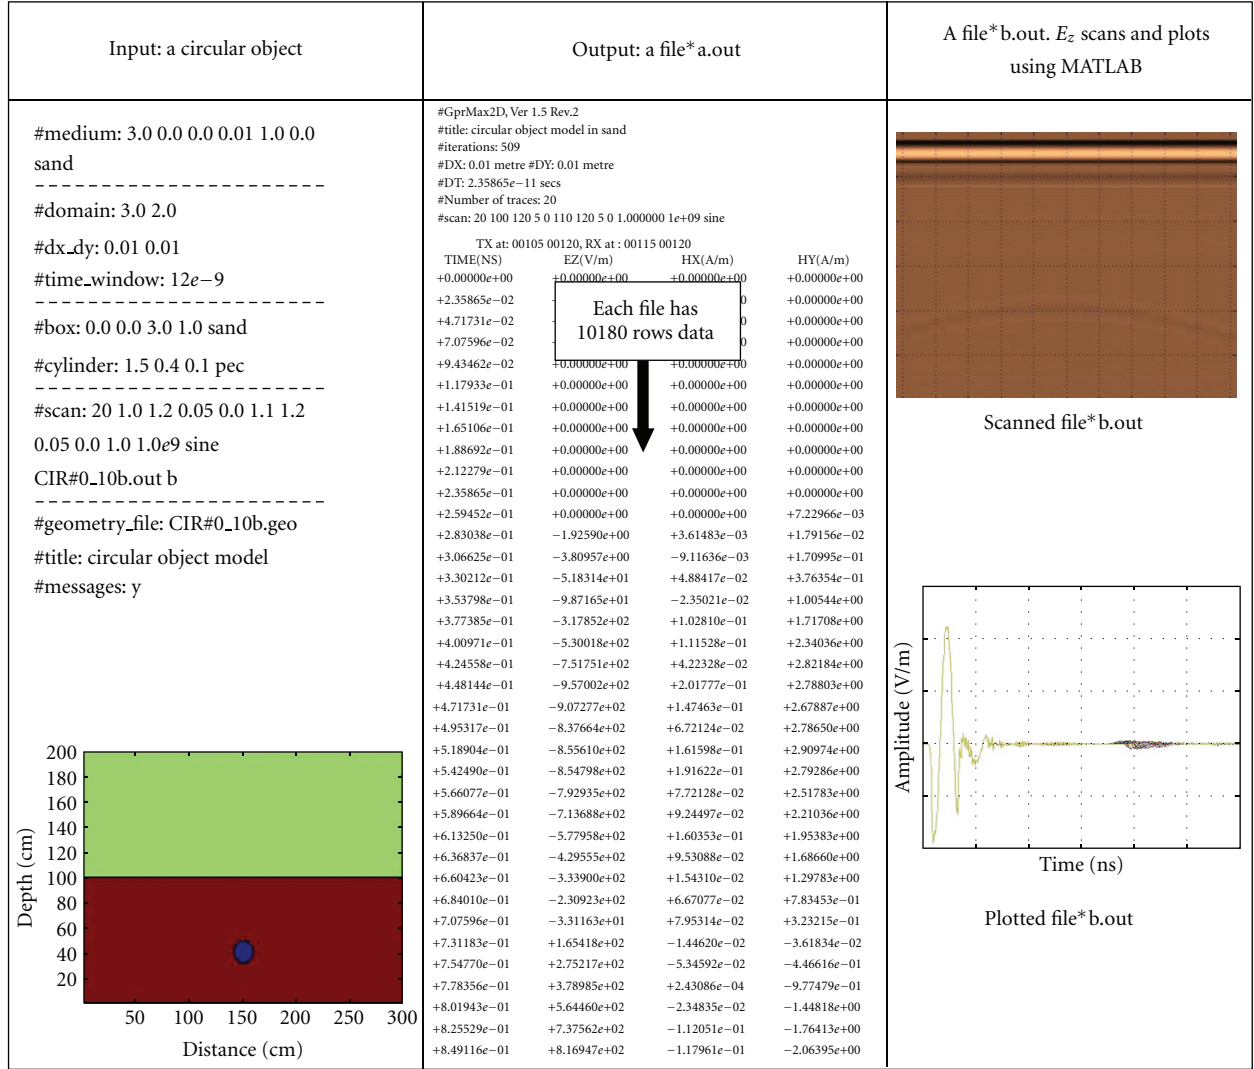 Input: a circular object
#medium: 3.0 0.0 0.0 0.01 1.0 0.0
sand
#domain: 3.0 2.0
#dx_dy: 0.01 0.01
#time_window: 12e−9
#box: 0.0 0.0 3.0 1.0 sand
#cylinder: 1.5 0.4 0.1 pec
#scan: 20 1.0 1.2 0.05 0.0 1.1 1.2
0.05 0.0 1.0 1.0e9 sine
CIR#0_10b.out b
#geometry_file: CIR#0_10b.geo
#title: circular object model
#messages: y
200
180
160
140
120
100
80
60
40
20
Depth (cm)
50 100 150 200 250 300
Distance (cm)
Output: a file*a.out
#GprMax2D, Ver 1.5 Rev.2
#title: circular object model in sand
#iterations: 509
#DX: 0.01 metre #DY: 0.01 metre
#DT: 2.35865e−11 secs
#Number of traces: 20
#scan: 20 100 120 5 0 110 120 5 0 1.000000 1e+09 sine
TX at: 00105 00120, RX at : 00115 00120
TIME(NS) EZ(V/m) HX(A/m) HY(A/m)
+0.00000e+00 +0.00000e+00 +0.00000e+00 +0.00000e+00
+2.35865e−02 +0.00000e+00
+4.71731e−02 +0.00000e+00
+7.07596e−02 +0.00000e+00
Each file has
10180 rows data
+9.43462e−02 +0.00000e+00 +0.00000e+00 +0.00000e+00
+1.17933e−01 +0.00000e+00 +0.00000e+00 +0.00000e+00
+1.41519e−01 +0.00000e+00 +0.00000e+00 +0.00000e+00
+1.65106e−01 +0.00000e+00 +0.00000e+00 +0.00000e+00
+1.88692e−01 +0.00000e+00 +0.00000e+00 +0.00000e+00
+2.12279e−01 +0.00000e+00 +0.00000e+00 +0.00000e+00
+2.35865e−01 +0.00000e+00 +0.00000e+00 +0.00000e+00
+2.59452e−01 +0.00000e+00 +0.00000e+00 +7.22966e−03
+2.83038e−01 −1.92590e+00 +3.61483e−03 +1.79156e−02
+3.06625e−01 −3.80957e+01 −9.11636e−03 +1.70995e−01
+3.30212e−01 −5.18314e+01 +4.88417e−02 +3.76354e−01
+3.53798e−01 −9.87165e+01 −2.35021e−02 +1.00544e+00
+3.77385e−01 −3.17852e+02 +1.02810e−01 +1.71708e+00
+4.00971e−01 −5.30018e+02 +1.11528e−01 +2.34036e+00
+4.24558e−01 −7.51751e+02 +4.22328e−02 +2.82184e+00
+4.48144e−01 −9.57002e+02 +2.01777e−01 +2.78803e+00
+4.71731e−01 −9.07277e+02 +1.47463e−01 +2.67887e+00
+4.95317e−01 −8.37664e+02 +6.72124e−02 +2.78650e+00
+5.18904e−01 −8.55610e+02 +1.61598e−01 +2.90974e+00
+5.42490e−01 −8.54798e+02 +1.91622e−01 +2.79286e+00
+5.66077e−01 −7.92935e+02 +7.72128e−02 +2.51783e+00
+5.89664e−01 −7.13688e+02 +9.24497e−02 +2.21036e+00
+6.13250e−01 −5.77958e+02 +1.60353e−01 +1.95383e+00
+6.36837e−01 −4.29555e+02 +9.53088e−02 +1.68660e+00
+6.60423e−01 −3.33900e+02 +1.54310e−02 +1.29783e+00
+6.84010e−01 −2.30923e+02 +6.67077e−02 +7.83453e−01
+7.07596e−01 −3.31163e+01 +7.95314e−02 +3.23215e−01
+7.31183e−01 +1.65418e+02 −1.44620e−02 −3.61834e−02
+7.54770e−01 +2.75217e+02 −5.34592e−02 −4.46616e−01
+7.78356e−01 +3.78985e+02 +2.43086e−04 −9.77479e−01
+8.01943e−01 +5.64460e+02 −2.34835e−02 −1.44818e+00
+8.25529e−01 +7.37562e+02 −1.12051e−01 −1.76413e+00
+8.49116e−01 +8.16947e+02 −1.17961e−01 −2.06395e+00
A file*b.out. Ez scans and plots
using MATLAB
Scanned file*b.out
Amplitude (V/m)
Time (ns)
Plotted file*b.out